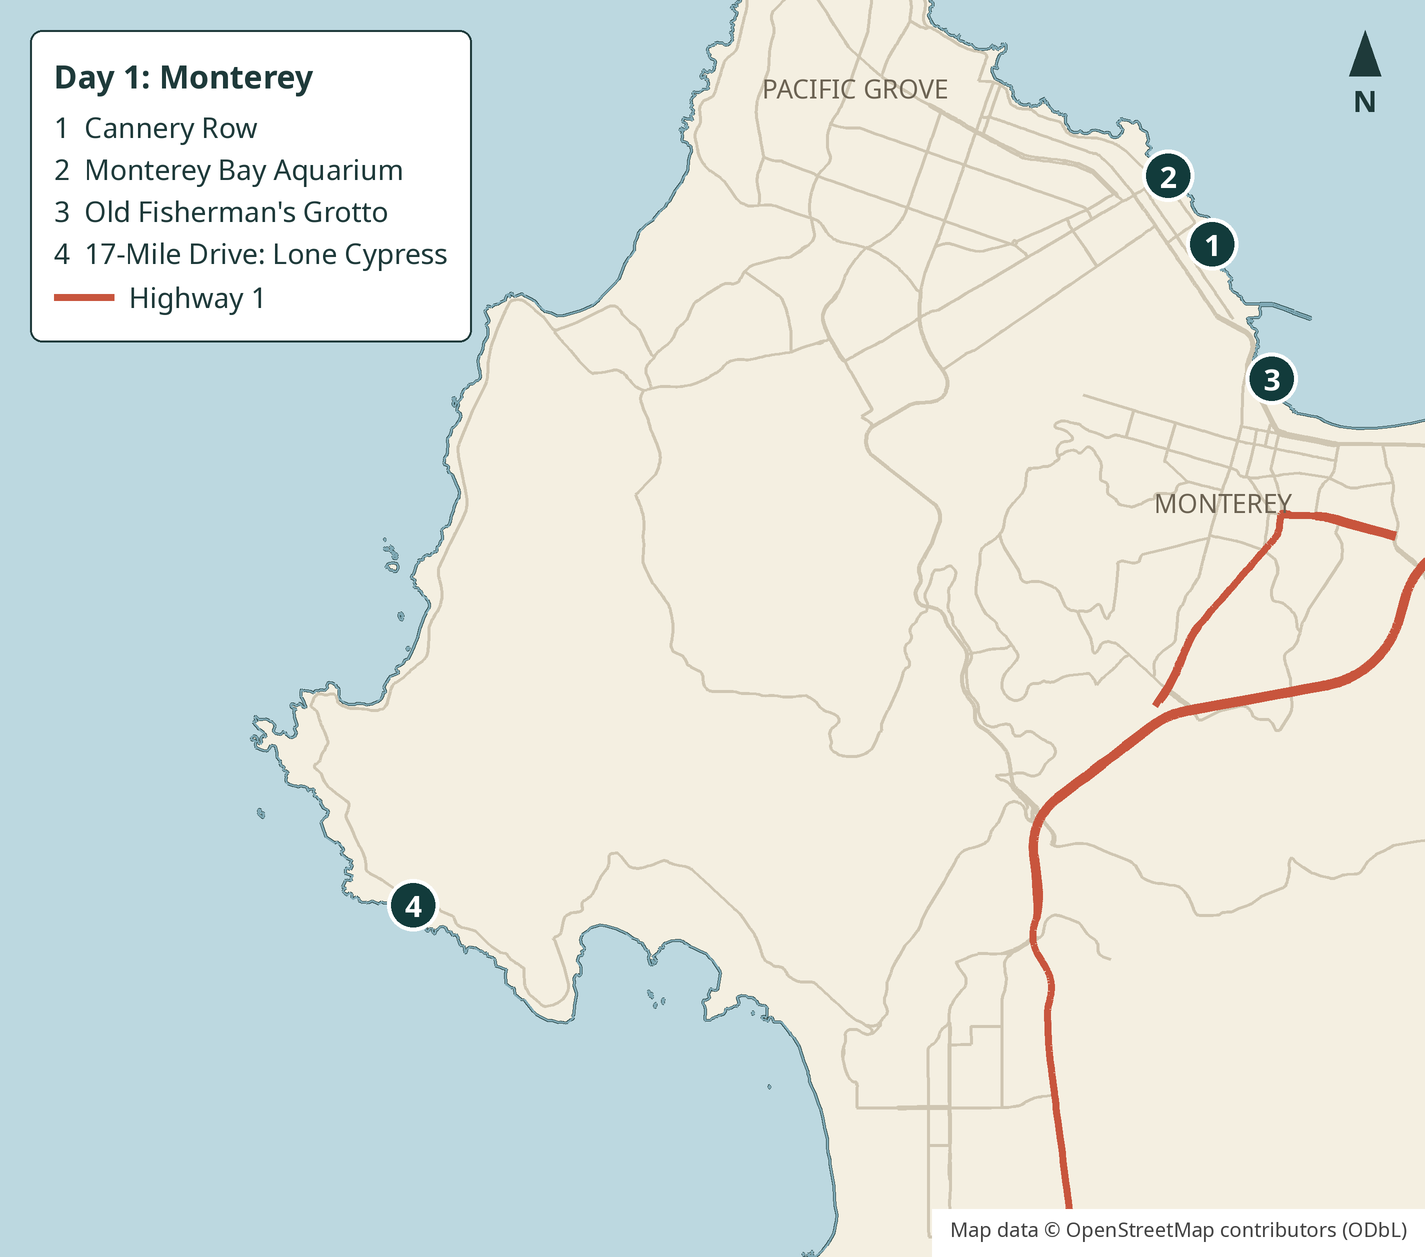 Day 1: Monterey
1 Cannery Row
2 Monterey Bay Aquarium
3 Old Fisherman's Grotto
4 17-Mile Drive: Lone Cypress
Highway 1
N
PACIFIC GROVE
2
1
3
MONTEREY
4
Map data © OpenStreetMap contributors (ODbL)